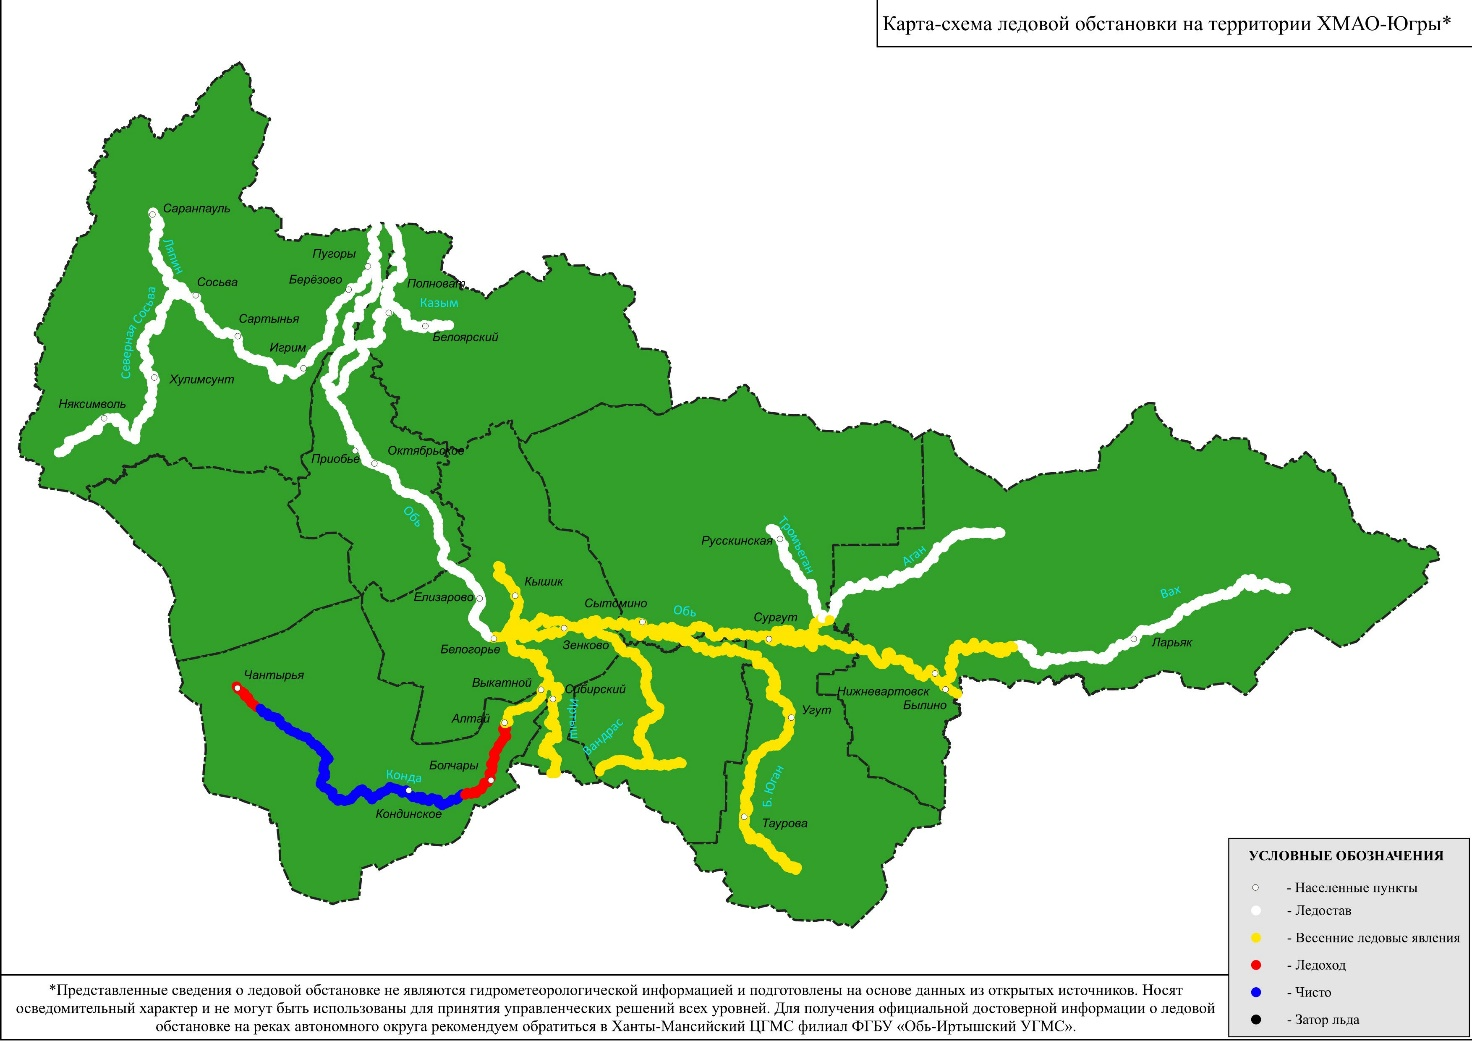 Карта-схема ледовой обстановки на территории ХМАО-Югры*
Саранпауль
Ляпин
Пугоры
Берёзово
Сосьва
Полноват
Казым
Северная Сосьва
Сартынья
Белоярский
Игрим
Хулимсунт
Няксимволь
Приобье
Октябрьское
Обь
Тромъеган
Русскинская
Аган
Кышик
Вах
Елизарово
Сытомино
Обь
Сургут
Белогорье
Зенково
Ларьяк
Чантырья
Выкатной
Сибирский
Нижневартовск
Былино
Иртыш
Алтай
Угут
Вандрас
Болчары
Конда
Б. Юган
Кондинское
Таурова
УСЛОВНЫЕ ОБОЗНАЧЕНИЯ
- Населенные пункты
- Ледостав
- Весенние ледовые явления
- Ледоход
- Чисто
- Затор льда
*Представленные сведения о ледовой обстановке не являются гидрометеорологической информацией и подготовлены на основе данных из открытых источников. Носят
осведомительный характер и не могут быть использованы для принятия управленческих решений всех уровней. Для получения официальной достоверной информации о ледовой
обстановке на реках автономного округа рекомендуем обратиться в Ханты-Мансийский ЦГМС филиал ФГБУ «Обь-Иртышский УГМС».